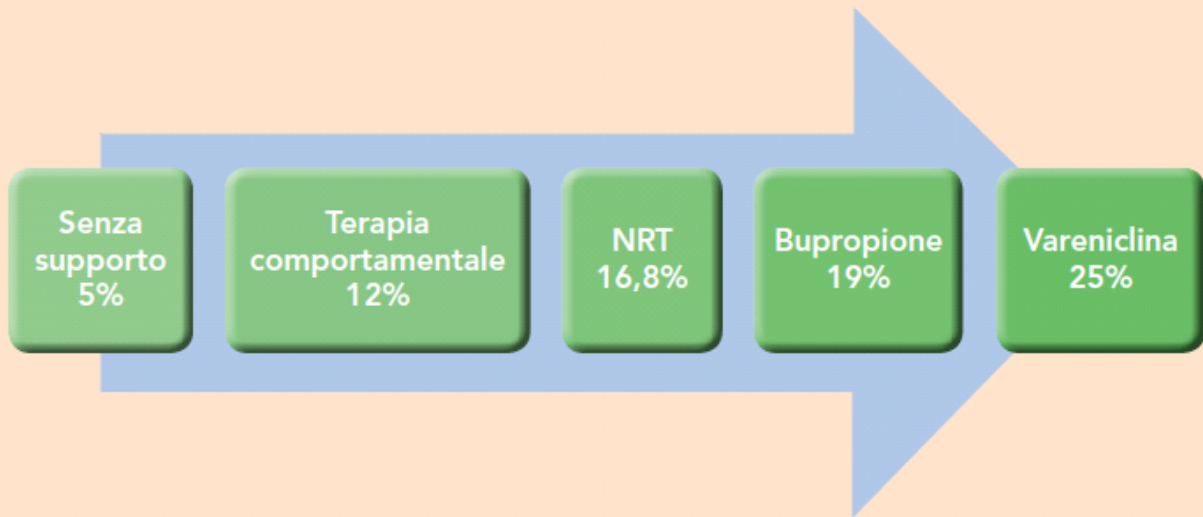 Senza
supporto
5%
Terapia
comportamentale
12%
NRT
16,8%
Bupropione
19%
Vareniclina
25%